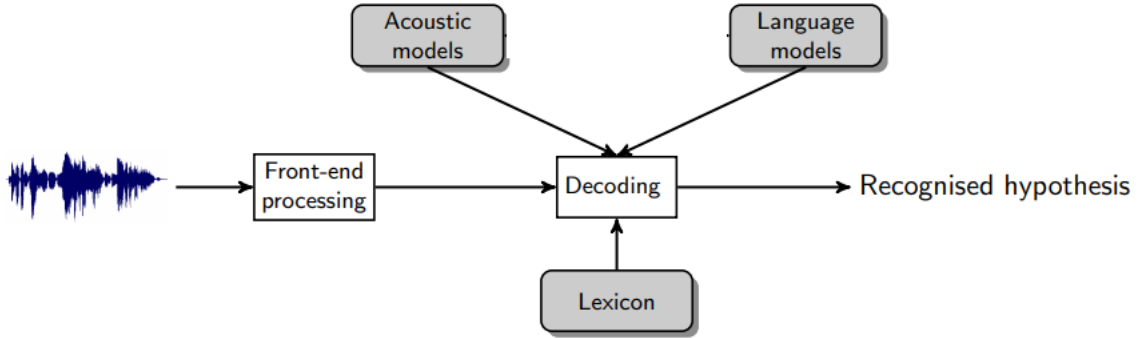 Acoustic
models
Language
models
Front-end
processing
Decoding
Recognised hypothesis
Lexicon